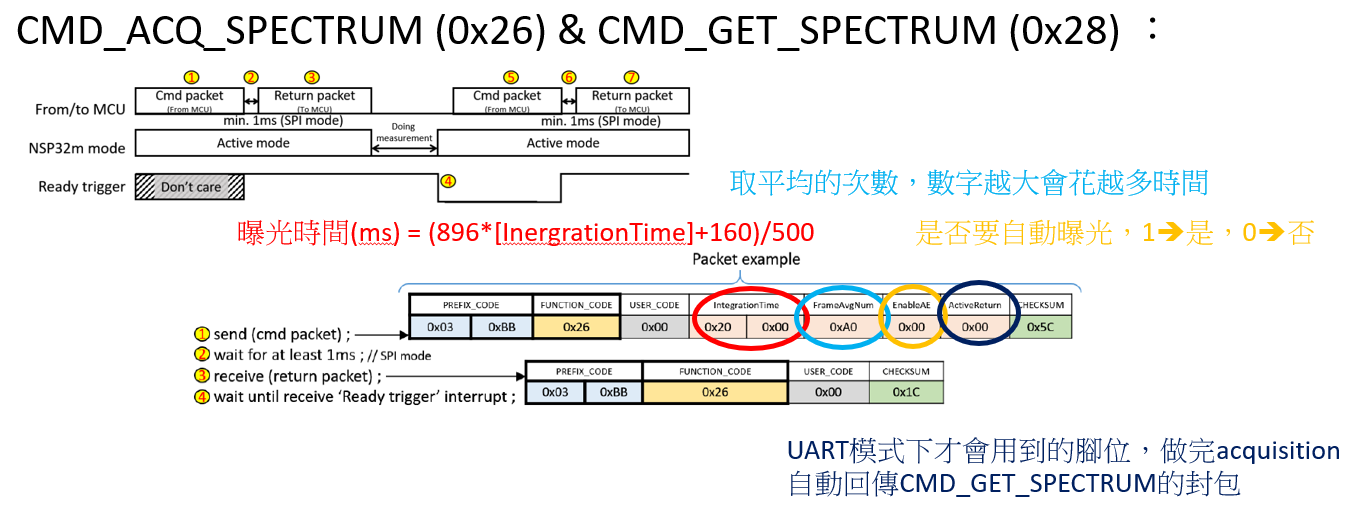 CMD_ACQ_SPECTRUM (0x26) & CMD_GET_SPECTRUM (0x28) ：
1 2 3 5 6 7
From/to MCU
Cmd packet
(From MCU)
Return packet
(To MCU)
Cmd packet
(From MCU)
Return packet
(To MCU)
min. 1ms (SPI mode)
min. 1ms (SPI mode)
NSP32m mode
Active mode
Doing
measurement
Active mode
Ready trigger
Don't care
4
取平均的次數，數字越大會花越多時間
曝光時間(ms) = (896*[InergrationTime]+160)/500
是否要自動曝光，1➔是，0➔否
Packet example
PREFIX_CODE FUNCTION_CODE USER_CODE IntegrationTime FrameAvgNum EnableAE ActiveReturn CHECKSUM
0x03 0xBB 0x26 0x00 0x20 0x00 0xA0 0x00 0x00 0x5C
1 send (cmd packet) ;
2 wait for at least 1ms ; // SPI mode
3 receive (return packet) ;
4 wait until receive ‘Ready trigger’ interrupt ;
PREFIX_CODE FUNCTION_CODE USER_CODE CHECKSUM
0x03 0xBB 0x26 0x00 0x1C
UART模式下才會用到的腳位，做完acquisition
自動回傳CMD_GET_SPECTRUM的封包